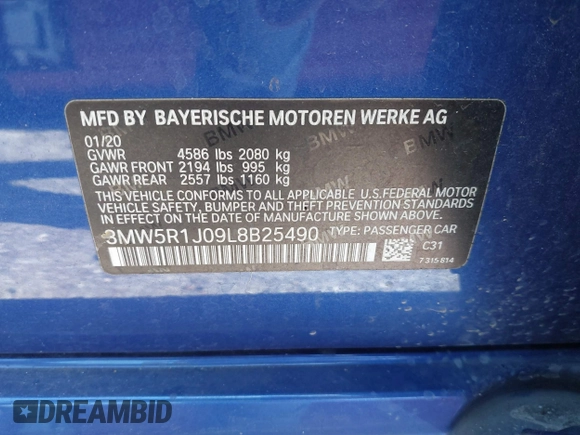 MFD BY BAYERISCHE MOTOREN WERKE AG
01/20
GVWR 4586 lbs 2080 kg
GAWR FRONT 2194 lbs 995 kg
GAWR REAR 2557 lbs 1160 kg
THIS VEHICLE CONFORMS TO ALL APPLICABLE U.S.FEDERAL MOTOR
VEHICLE SAFETY, BUMPER AND THEFT PREVENTION STANDARDS
IN EFFECT ON THE DATE OF MANUFACTURE SHOWN ABOVE.
3MW5R1J09L8B25490 TYPE: PASSENGER CAR
C31
7315814
DREAMBID